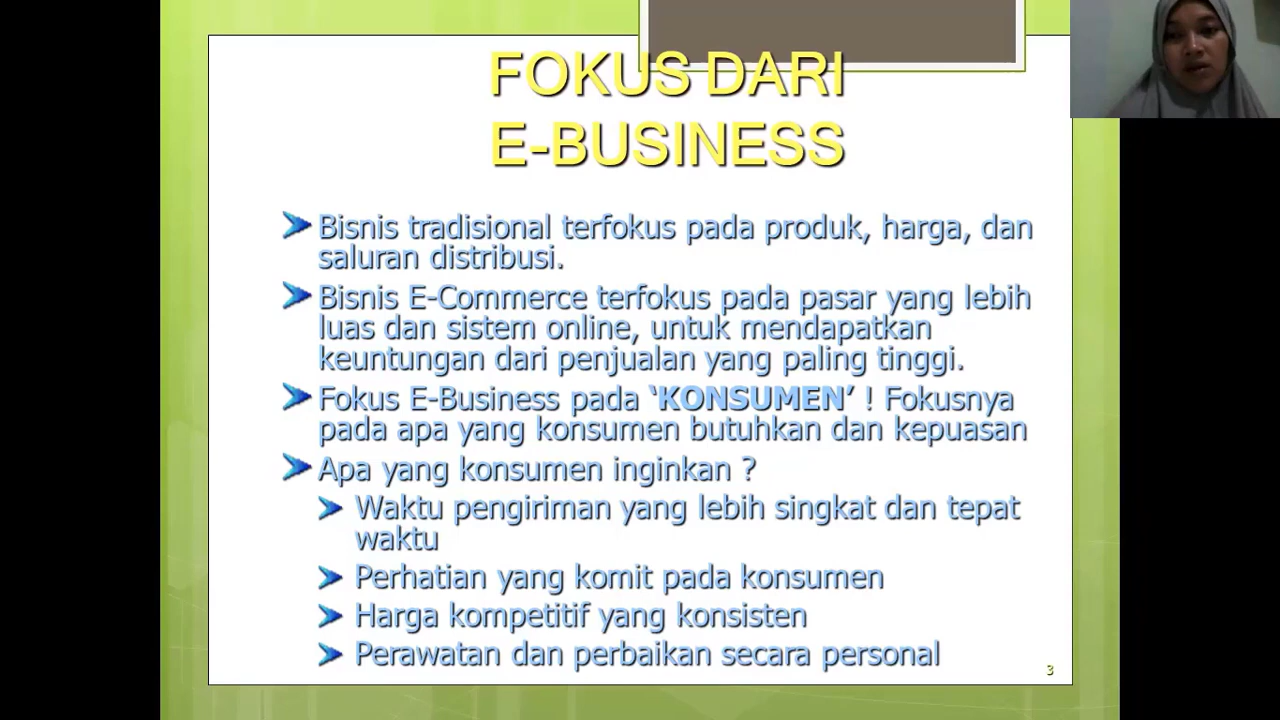 FOKUS DARI
E-BUSINESS
Bisnis tradisional terfokus pada produk, harga, dan
saluran distribusi.
Bisnis E-Commerce terfokus pada pasar yang lebih
luas dan sistem online, untuk mendapatkan
keuntungan dari penjualan yang paling tinggi.
Fokus E-Business pada ‘KONSUMEN’ ! Fokusnya
pada apa yang konsumen butuhkan dan kepuasan
Apa yang konsumen inginkan ?
Waktu pengiriman yang lebih singkat dan tepat
waktu
Perhatian yang komit pada konsumen
Harga kompetitif yang konsisten
Perawatan dan perbaikan secara personal
3